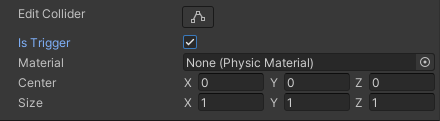 Edit Collider
Is Trigger
Material None (Physic Material)
Center X 0 Y 0 Z 0
Size X 1 Y 1 Z 1